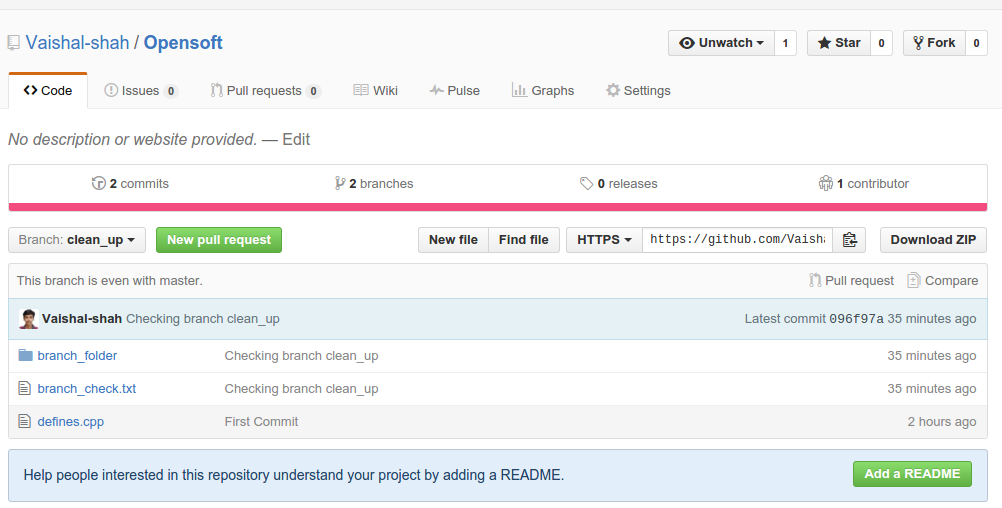 Vaishal-shah / Opensoft
Unwatch 1 Star 0 Fork 0
Code Issues 0 Pull requests 0 Wiki Pulse Graphs Settings
No description or website provided. — Edit
2 commits 2 branches 0 releases 1 contributor
Branch: clean_up New pull request New file Find file HTTPS https://github.com/Vaisha Download ZIP
This branch is even with master. Pull request Compare
Vaishal-shah Checking branch clean_up Latest commit 096f97a 35 minutes ago
branch_folder Checking branch clean_up 35 minutes ago
branch_check.txt Checking branch clean_up 35 minutes ago
defines.cpp First Commit 2 hours ago
Help people interested in this repository understand your project by adding a README. Add a README